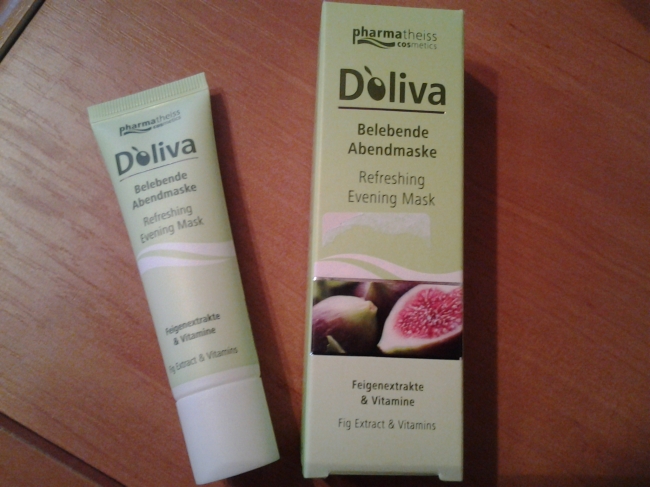 pharmatheiss
cosmetics
D'oliva
Belebende
Abendmaske
Refreshing
Evening Mask
Feigenextrakte
& Vitamine
Fig Extract & Vitamins
pharmatheiss
cosmetics
D'oliva
Belebende
Abendmaske
Refreshing
Evening Mask
Feigenextrakte
& Vitamine
Fig Extract & Vitamins